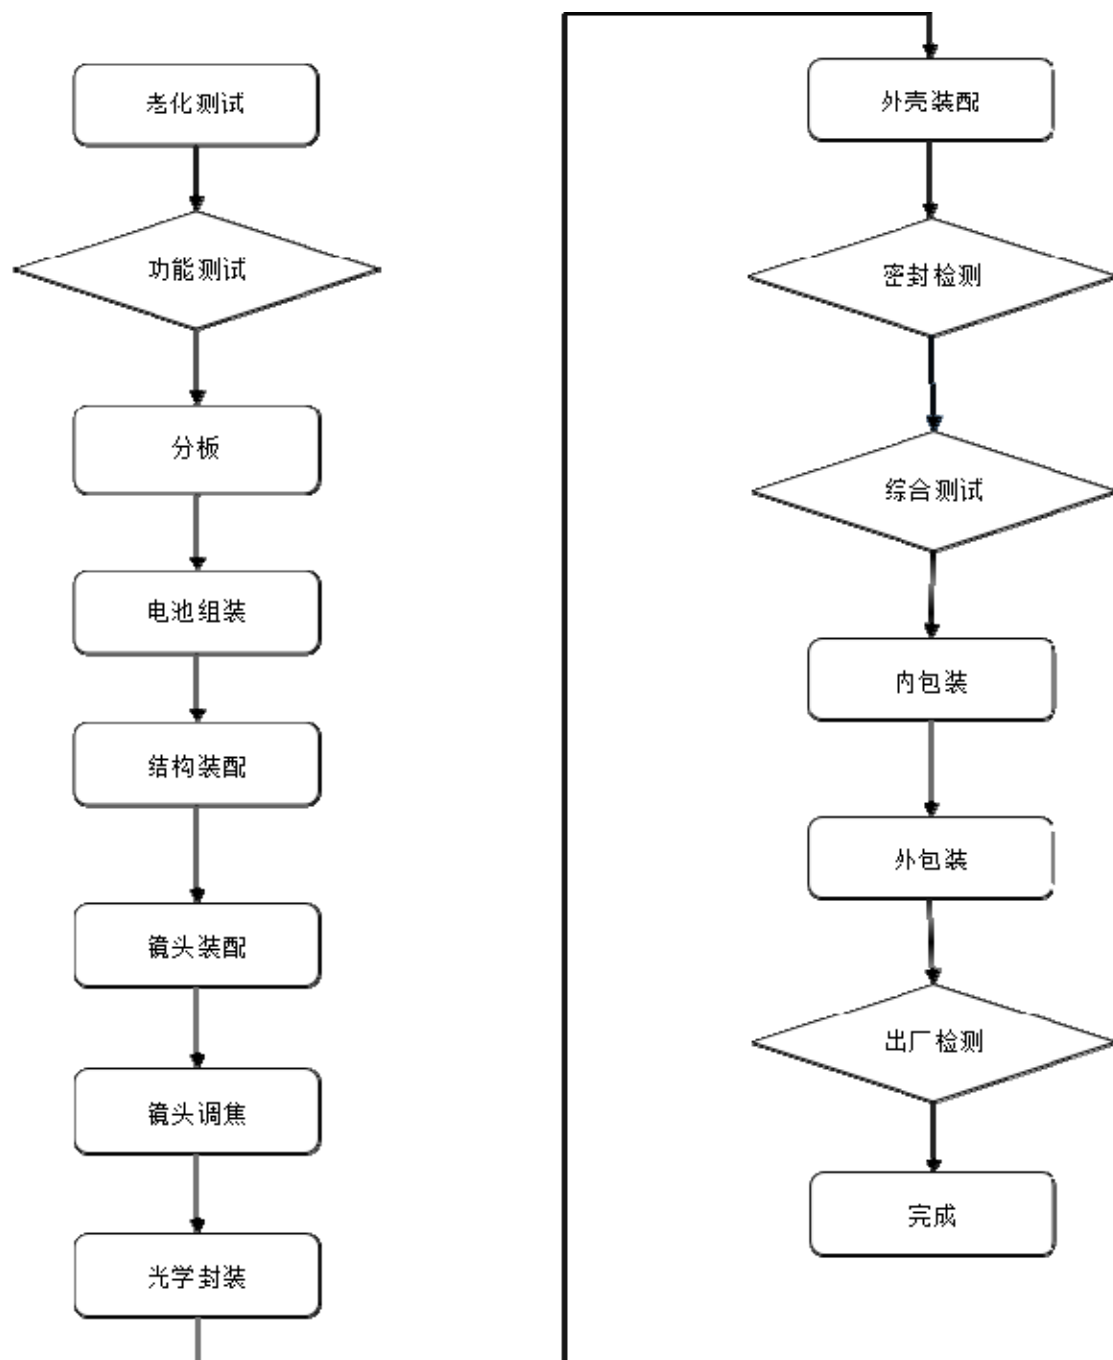 老化测试
功能测试
分板
电池组装
结构装配
镜头装配
镜头调焦
光学封装
外壳装配
密封检测
综合测试
内包装
外包装
出厂检测
完成